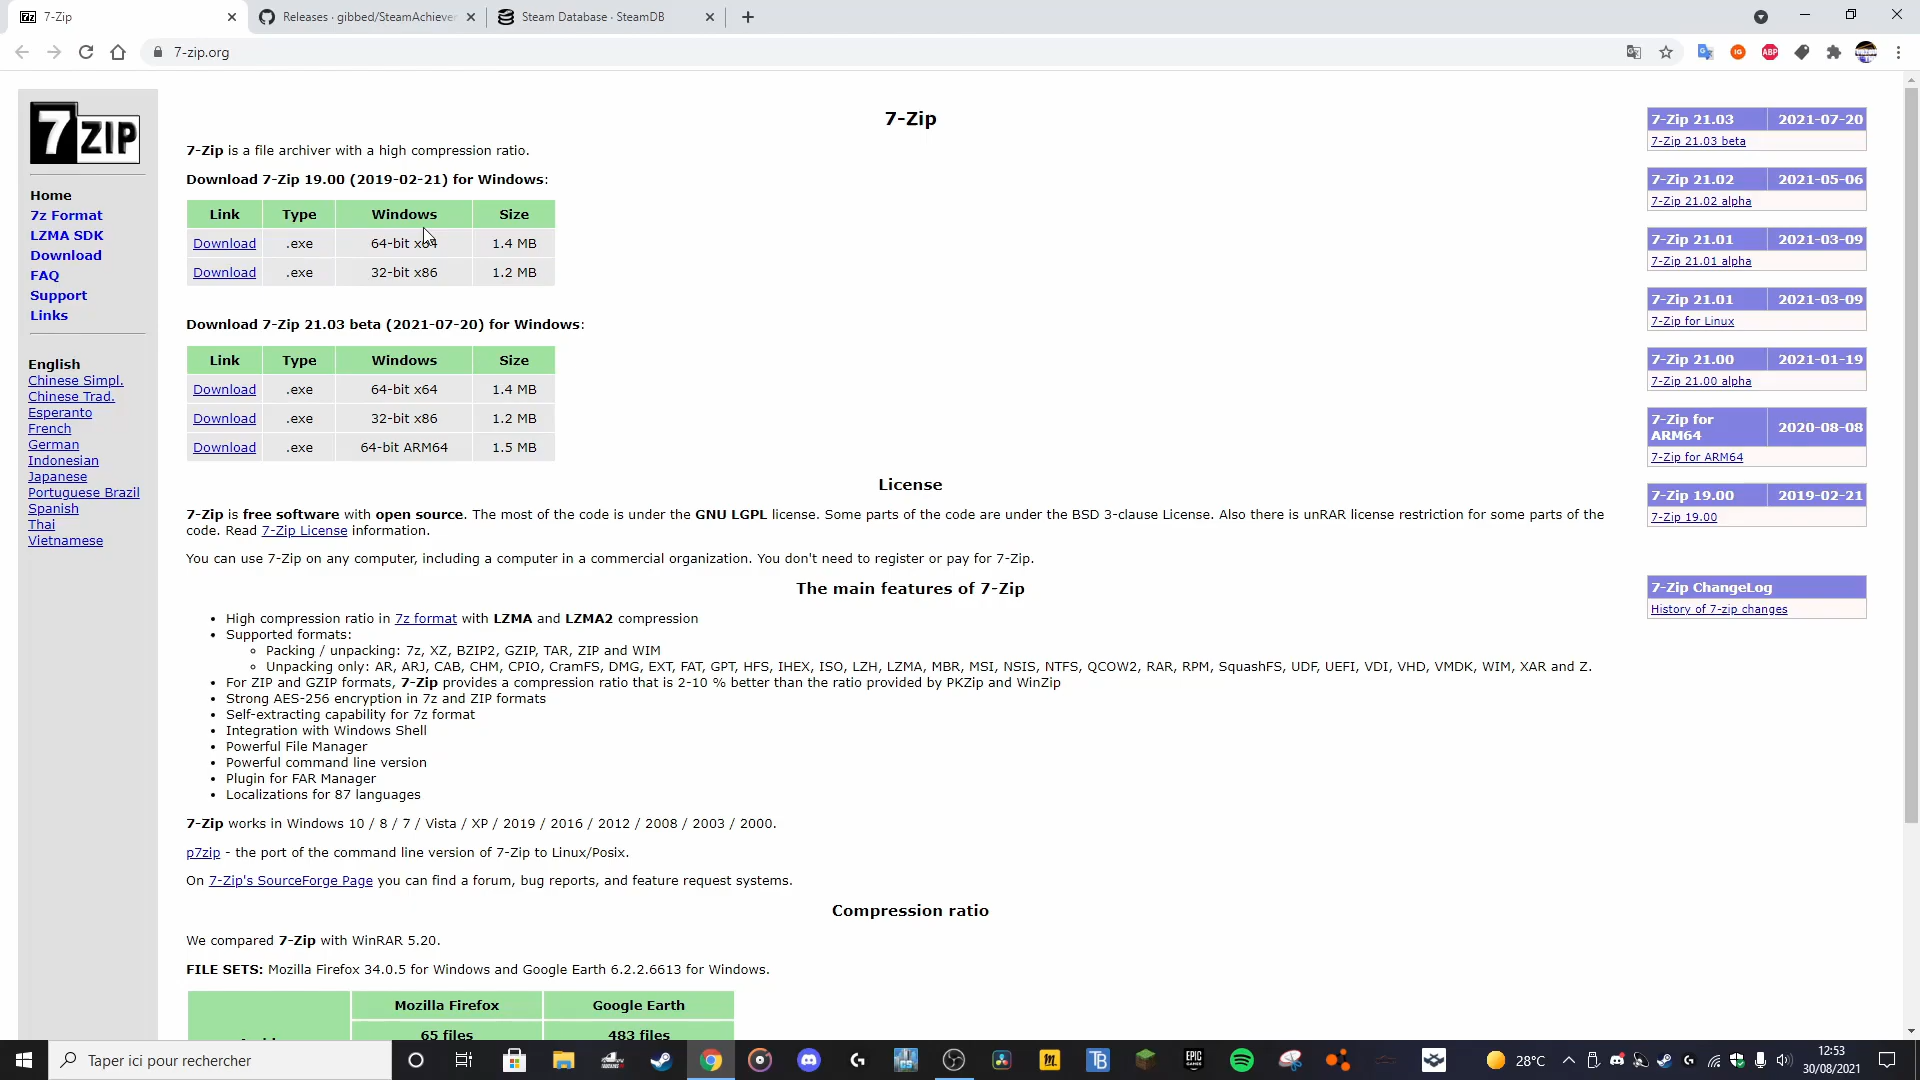 7-Zip
Releases · gibbed/SteamAchiever
Steam Database · SteamDB
7-zip.org
7ZIP
Home
7z Format
LZMA SDK
Download
FAQ
Support
Links
English
Chinese Simpl.
Chinese Trad.
Esperanto
French
German
Indonesian
Japanese
Portuguese Brazil
Spanish
Thai
Vietnamese
7-Zip
7-Zip is a file archiver with a high compression ratio.
Download 7-Zip 19.00 (2019-02-21) for Windows:
Link Type Windows Size
Download .exe 64-bit x64 1.4 MB
Download .exe 32-bit x86 1.2 MB
Download 7-Zip 21.03 beta (2021-07-20) for Windows:
Link Type Windows Size
Download .exe 64-bit x64 1.4 MB
Download .exe 32-bit x86 1.2 MB
Download .exe 64-bit ARM64 1.5 MB
License
7-Zip is free software with open source. The most of the code is under the GNU LGPL license. Some parts of the code are under the BSD 3-clause License. Also there is unRAR license restriction for some parts of the
code. Read 7-Zip License information.
You can use 7-Zip on any computer, including a computer in a commercial organization. You don't need to register or pay for 7-Zip.
The main features of 7-Zip
High compression ratio in 7z format with LZMA and LZMA2 compression
Supported formats:
Packing / unpacking: 7z, XZ, BZIP2, GZIP, TAR, ZIP and WIM
Unpacking only: AR, ARJ, CAB, CHM, CPIO, CramFS, DMG, EXT, FAT, GPT, HFS, IHEX, ISO, LZH, LZMA, MBR, MSI, NSIS, NTFS, QCOW2, RAR, RPM, SquashFS, UDF, UEFI, VDI, VHD, VMDK, WIM, XAR and Z.
For ZIP and GZIP formats, 7-Zip provides a compression ratio that is 2-10 % better than the ratio provided by PKZip and WinZip
Strong AES-256 encryption in 7z and ZIP formats
Self-extracting capability for 7z format
Integration with Windows Shell
Powerful File Manager
Powerful command line version
Plugin for FAR Manager
Localizations for 87 languages
7-Zip works in Windows 10 / 8 / 7 / Vista / XP / 2019 / 2016 / 2012 / 2008 / 2003 / 2000.
p7zip - the port of the command line version of 7-Zip to Linux/Posix.
On 7-Zip's SourceForge Page you can find a forum, bug reports, and feature request systems.
Compression ratio
We compared 7-Zip with WinRAR 5.20.
FILE SETS: Mozilla Firefox 34.0.5 for Windows and Google Earth 6.2.2.6613 for Windows.
Mozilla Firefox Google Earth
65 files 483 files
7-Zip 21.03 2021-07-20
7-Zip 21.03 beta
7-Zip 21.02 2021-05-06
7-Zip 21.02 alpha
7-Zip 21.01 2021-03-09
7-Zip 21.01 alpha
7-Zip 21.01 2021-03-09
7-Zip for Linux
7-Zip 21.00 2021-01-19
7-Zip 21.00 alpha
7-Zip for
ARM64 2020-08-08
7-Zip for ARM64
7-Zip 19.00 2019-02-21
7-Zip 19.00
7-Zip ChangeLog
History of 7-zip changes
Taper ici pour rechercher
28°C
12:53
30/08/2021